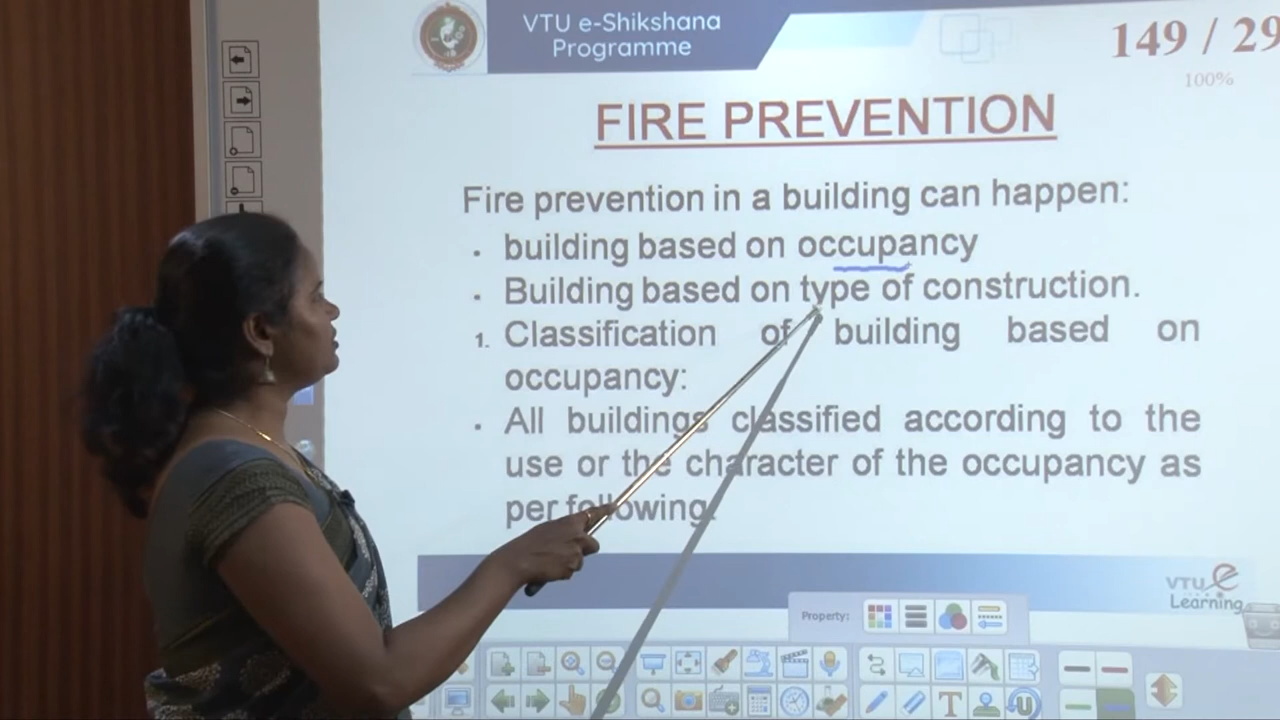 VTU e-Shikshana
Programme
149 / 29
100%
FIRE PREVENTION
Fire prevention in a building can happen:
• building based on occupancy
• Building based on type of construction.
1. Classification of building based on
occupancy:
• All buildings classified according to the
use or the character of the occupancy as
per following.
VTU e
Learning
Property:
T